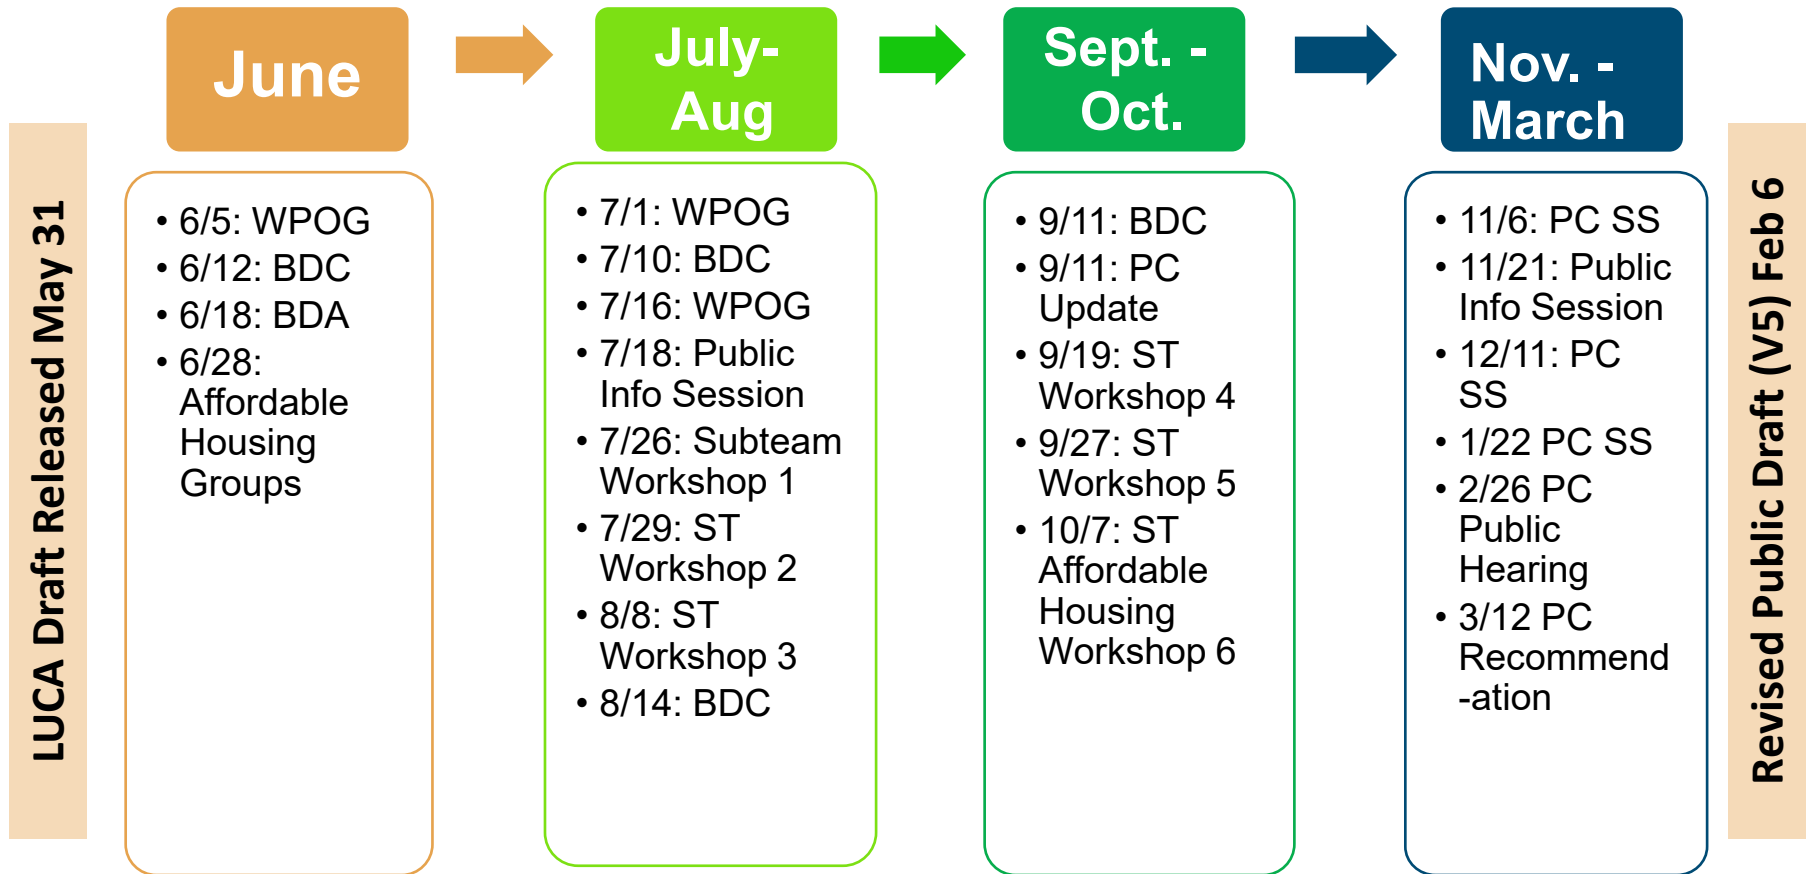 LUCA Draft Released May 31
June
• 6/5: WPOG
• 6/12: BDC
• 6/18: BDA
• 6/28:
Affordable
Housing
Groups
July-
Aug
• 7/1: WPOG
• 7/10: BDC
• 7/16: WPOG
• 7/18: Public
Info Session
• 7/26: Subteam
Workshop 1
• 7/29: ST
Workshop 2
• 8/8: ST
Workshop 3
• 8/14: BDC
Sept. -
Oct.
• 9/11: BDC
• 9/11: PC
Update
• 9/19: ST
Workshop 4
• 9/27: ST
Workshop 5
• 10/7: ST
Affordable
Housing
Workshop 6
Nov. -
March
• 11/6: PC SS
• 11/21: Public
Info Session
• 12/11: PC
SS
• 1/22 PC SS
• 2/26 PC
Public
Hearing
• 3/12 PC
Recommend
-ation
Revised Public Draft (V5) Feb 6